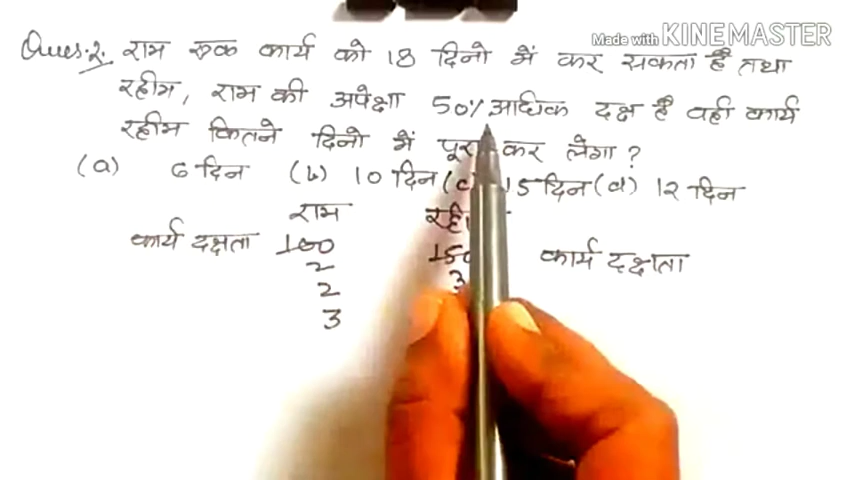 Made with KINEMASTER
Ques.2. राम एक कार्य को 18 दिनो में कर सकता है तथा
रहीम, राम की अपेक्षा 50% अधिक दक्ष है वही कार्य
रहीम कितने दिनो में पूरा कर लेगा ?
(a) 6 दिन (b) 10 दिन (c) 15 दिन (d) 12 दिन
राम
कार्य दक्षता 100 150 कार्य दक्षता
2 3
2
3